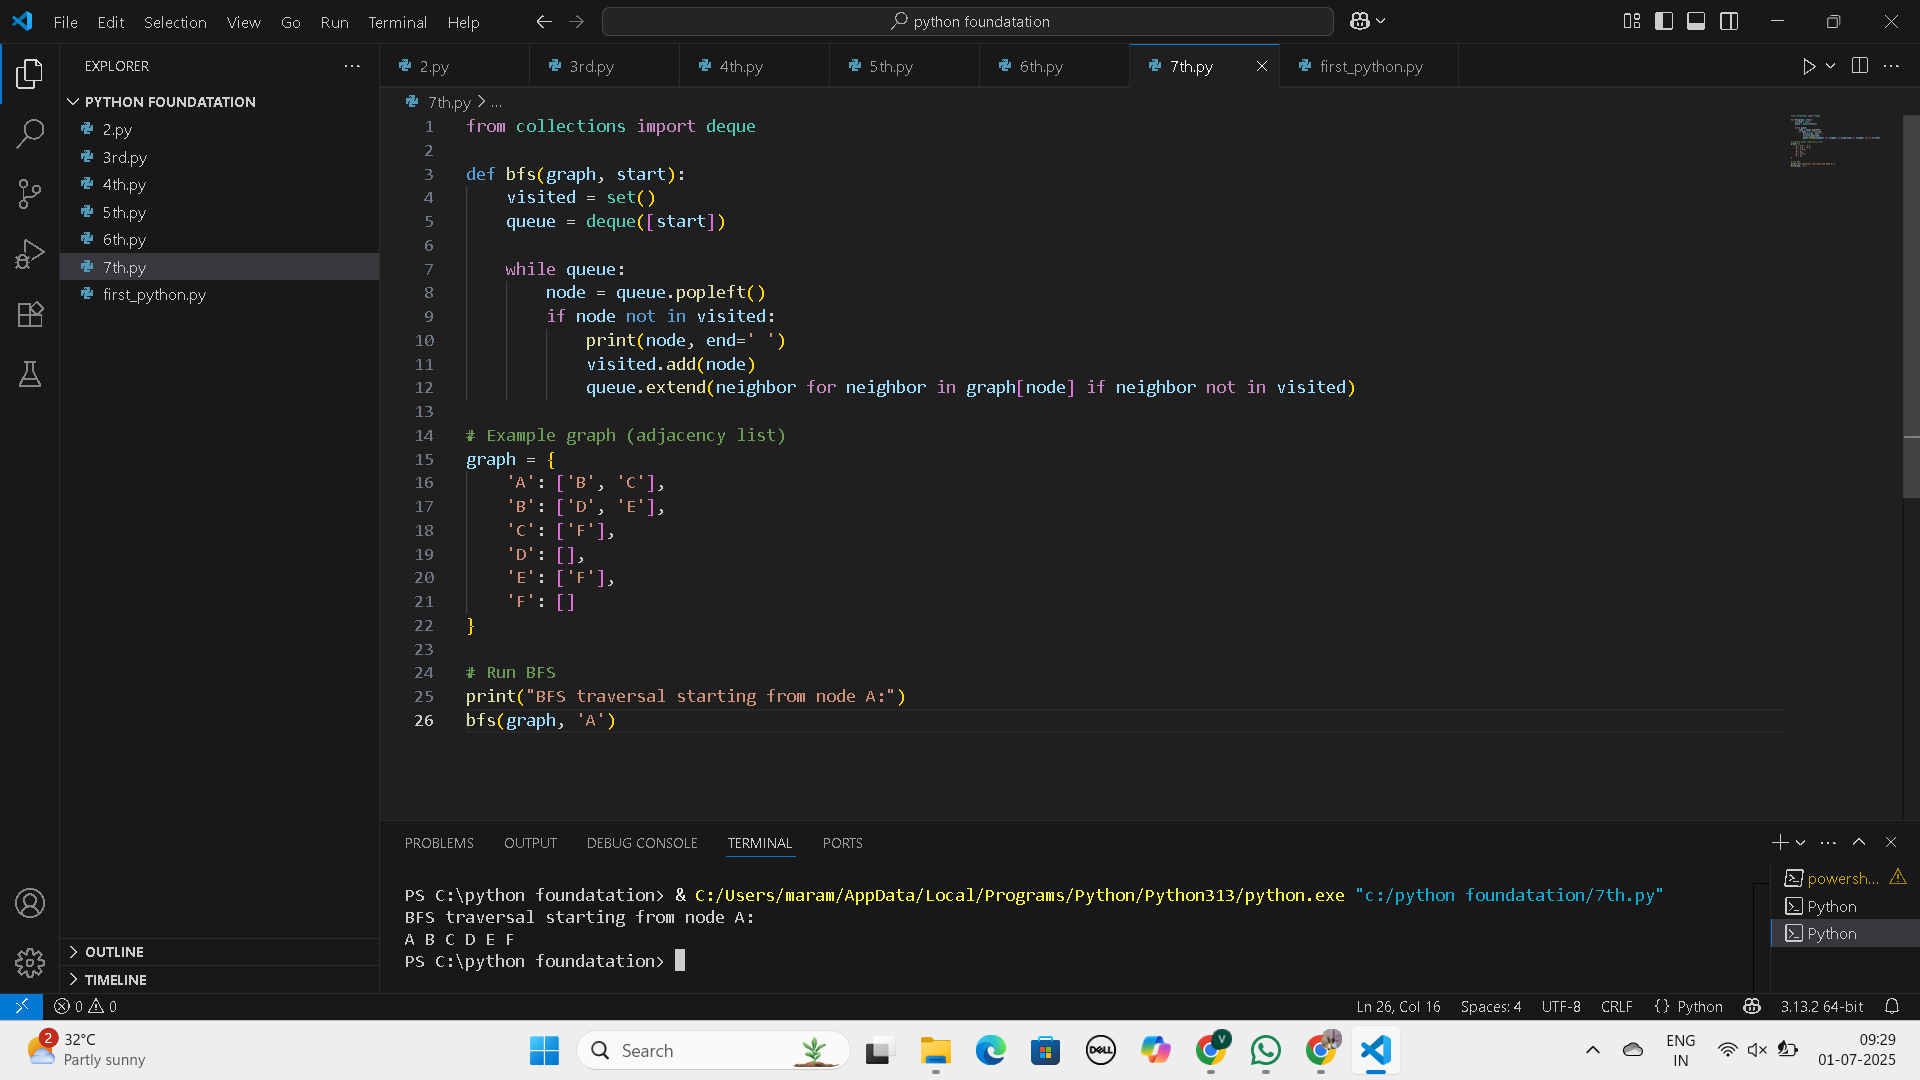 File Edit Selection View Go Run Terminal Help
python foundatation
EXPLORER
PYTHON FOUNDATATION
2.py
3rd.py
4th.py
5th.py
6th.py
7th.py
first_python.py
OUTLINE
TIMELINE
2.py 3rd.py 4th.py 5th.py 6th.py 7th.py first_python.py
7th.py > ...
1 from collections import deque
2
3 def bfs(graph, start):
4 visited = set()
5 queue = deque([start])
6
7 while queue:
8 node = queue.popleft()
9 if node not in visited:
10 print(node, end=' ')
11 visited.add(node)
12 queue.extend(neighbor for neighbor in graph[node] if neighbor not in visited)
13
14 # Example graph (adjacency list)
15 graph = {
16 'A': ['B', 'C'],
17 'B': ['D', 'E'],
18 'C': ['F'],
19 'D': [],
20 'E': ['F'],
21 'F': []
22 }
23
24 # Run BFS
25 print("BFS traversal starting from node A:")
26 bfs(graph, 'A')
PROBLEMS OUTPUT DEBUG CONSOLE TERMINAL PORTS
PS C:\python foundatation> & C:/Users/maram/AppData/Local/Programs/Python/Python313/python.exe "c:/python foundatation/7th.py"
BFS traversal starting from node A:
A B C D E F
PS C:\python foundatation>
powersh...
Python
Python
0 0
Ln 26, Col 16 Spaces: 4 UTF-8 CRLF {} Python 3.13.2 64-bit
2
32°C
Partly sunny
Search
DELL
V
ENG
IN
09:29
01-07-2025